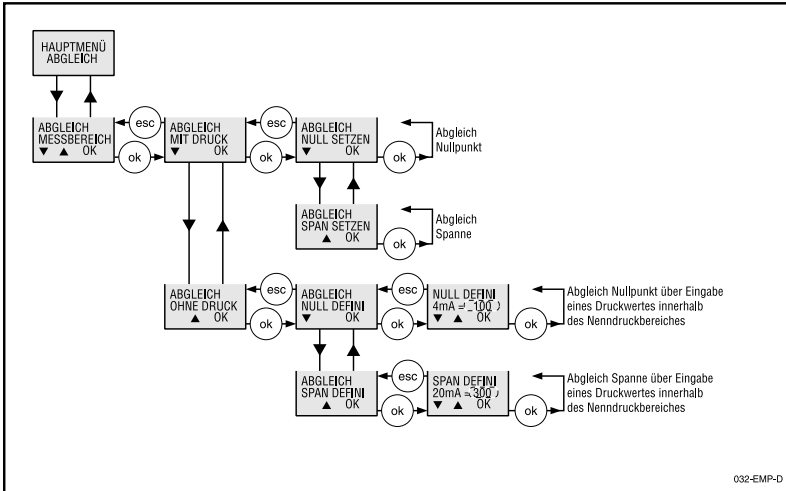 HAUPTMENÜ
ABGLEICH
ABGLEICH
MESSBEREICH
▼ ▲ OK
esc
ok
ABGLEICH
MIT DRUCK
▼ OK
esc
ok
ABGLEICH
NULL SETZEN
▼ OK
ok
Abgleich
Nullpunkt
ABGLEICH
SPAN SETZEN
▲ OK
ok
Abgleich
Spanne
ABGLEICH
OHNE DRUCK
▲ OK
esc
ok
ABGLEICH
NULL DEFINI
▼ OK
esc
ok
NULL DEFINI
4mA = 100
▼ ▲ OK
ok
Abgleich Nullpunkt über Eingabe
eines Druckwertes innerhalb
des Nenndruckbereiches
ABGLEICH
SPAN DEFINI
▲ OK
esc
ok
SPAN DEFINI
20mA = 300
▼ ▲ OK
ok
Abgleich Spanne über Eingabe
eines Druckwertes innerhalb
des Nenndruckbereiches
032-EMP-D